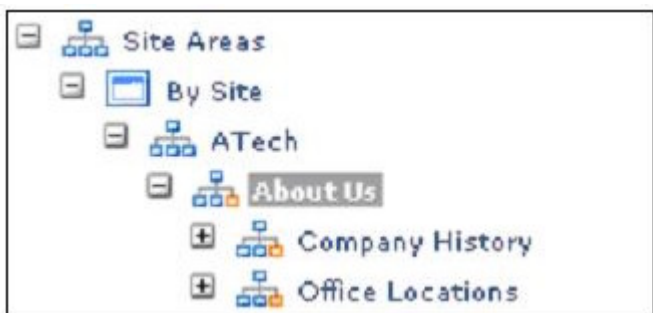 Site Areas
By Site
ATech
About Us
Company History
Office Locations